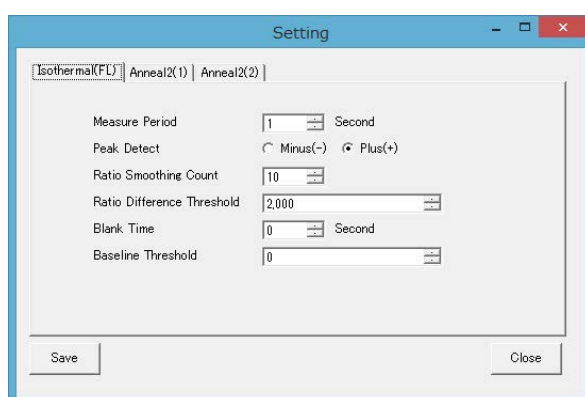 Setting
Isothermal(FL) Anneal2(1) Anneal2(2)
Measure Period 1 Second
Peak Detect Minus(-) Plus(+)
Ratio Smoothing Count 10
Ratio Difference Threshold 2,000
Blank Time 0 Second
Baseline Threshold 0
Save Close